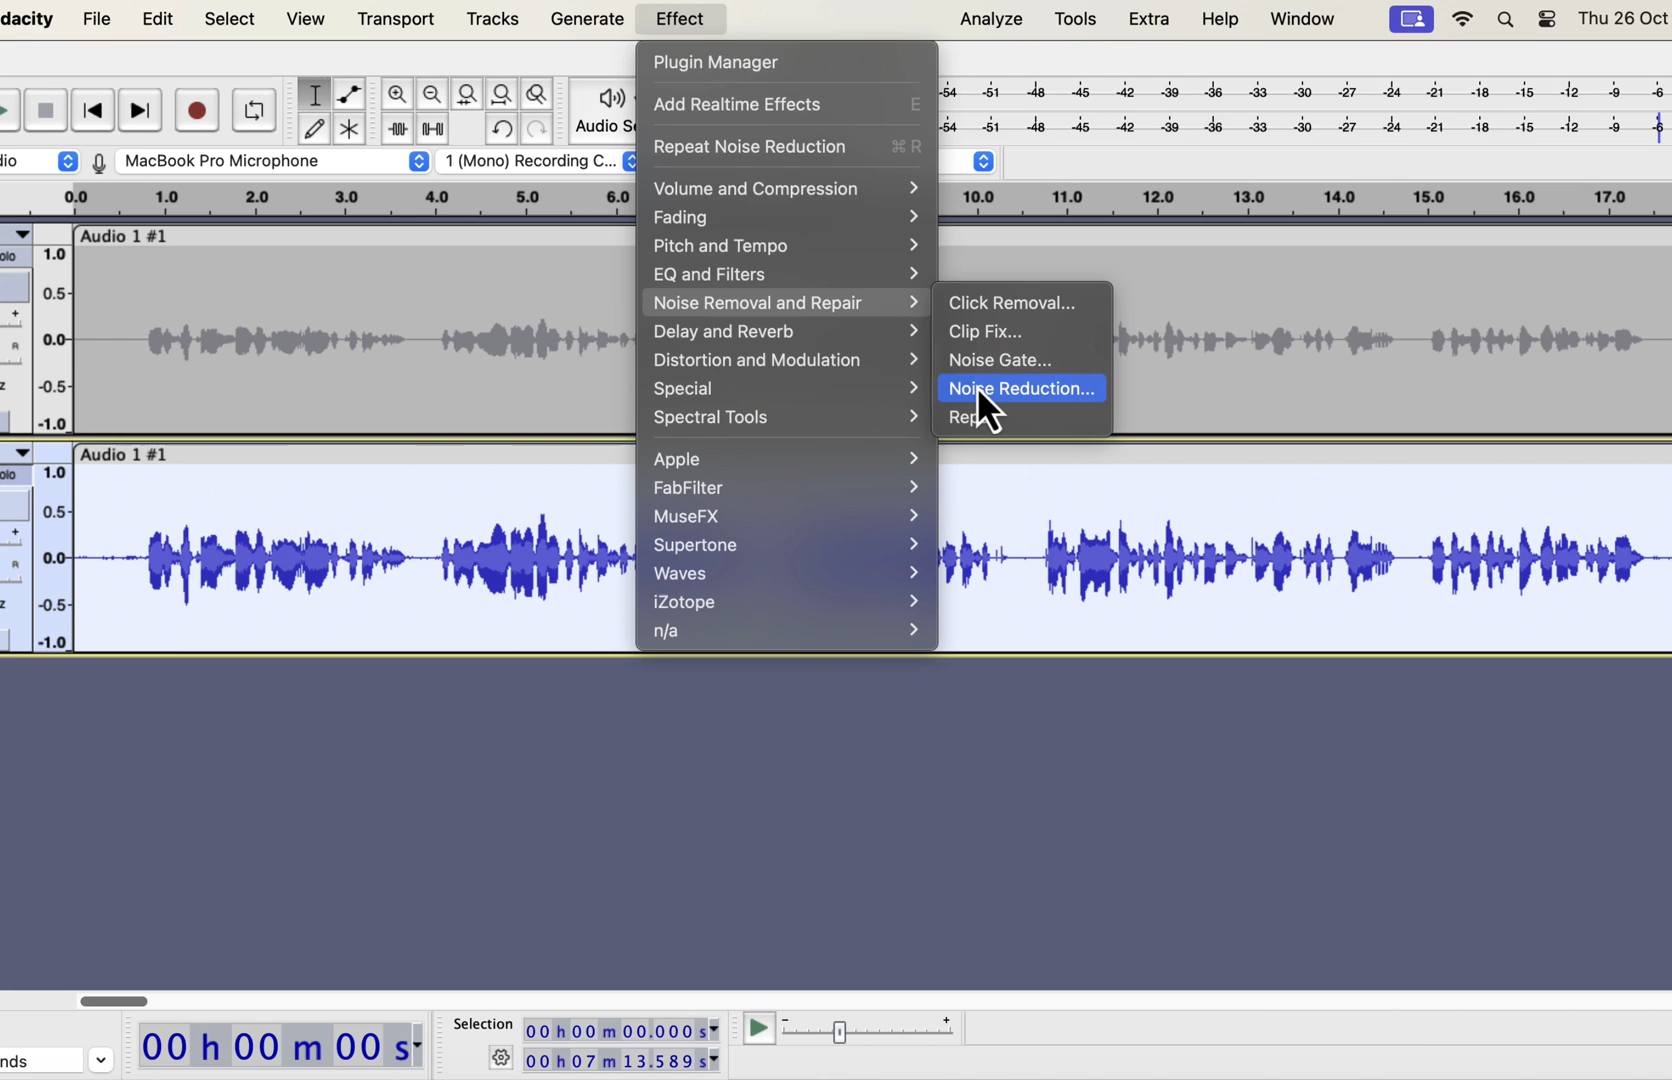 dacity File Edit Select View Transport Tracks Generate Effect Analyze Tools Extra Help Window Thu 26 Oct
Plugin Manager
Add Realtime Effects E
Repeat Noise Reduction ⌘ R
Volume and Compression
Fading
Pitch and Tempo
EQ and Filters
Noise Removal and Repair
Delay and Reverb
Distortion and Modulation
Special
Spectral Tools
Apple
FabFilter
MuseFX
Supertone
Waves
iZotope
n/a
Click Removal...
Clip Fix...
Noise Gate...
Noise Reduction...
Rep
Audio S
-54 -51 -48 -45 -42 -39 -36 -33 -30 -27 -24 -21 -18 -15 -12 -9 -6
-54 -51 -48 -45 -42 -39 -36 -33 -30 -27 -24 -21 -18 -15 -12 -9 -6
dio MacBook Pro Microphone 1 (Mono) Recording C...
0.0 1.0 2.0 3.0 4.0 5.0 6.0 10.0 11.0 12.0 13.0 14.0 15.0 16.0 17.0
Audio 1 #1
olo 1.0
0.5
+
0.0
R
z -0.5
-1.0
Audio 1 #1
olo 1.0
0.5
+
0.0
R
z -0.5
-1.0
nds
00 h 00 m 00 s
Selection
00 h 00 m 00.000 s
00 h 07 m 13.589 s
- +